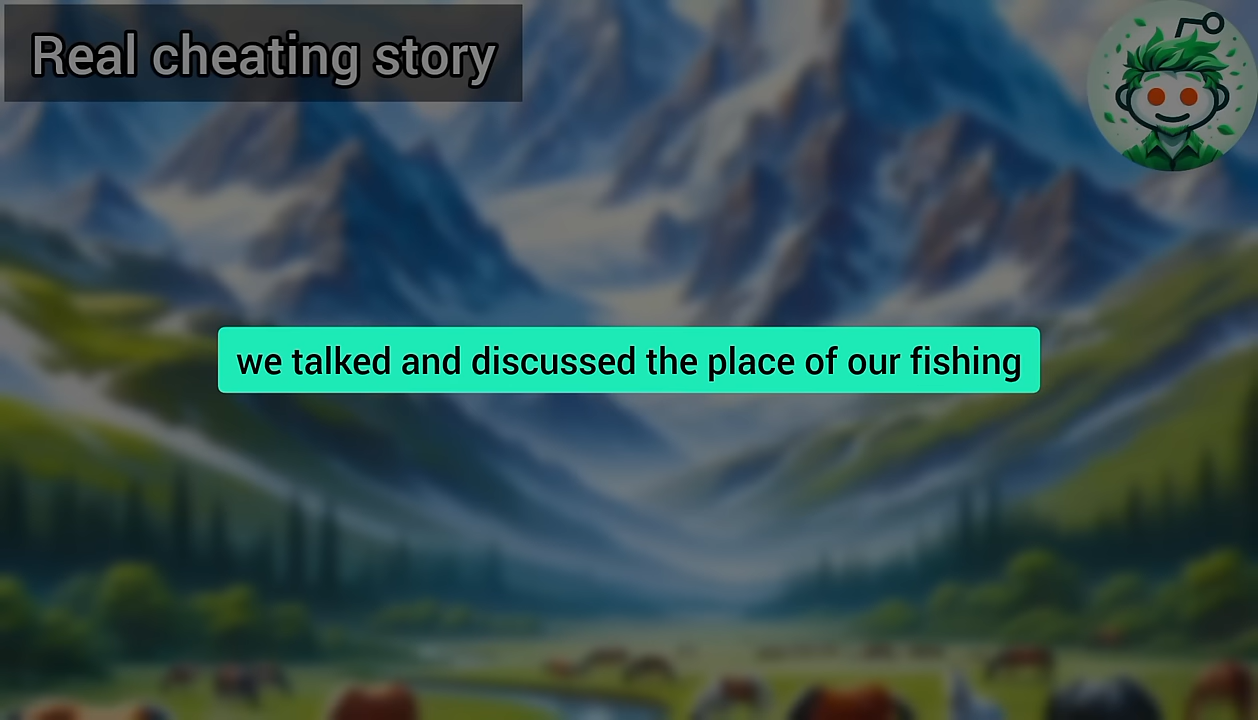 Real cheating story
we talked and discussed the place of our fishing